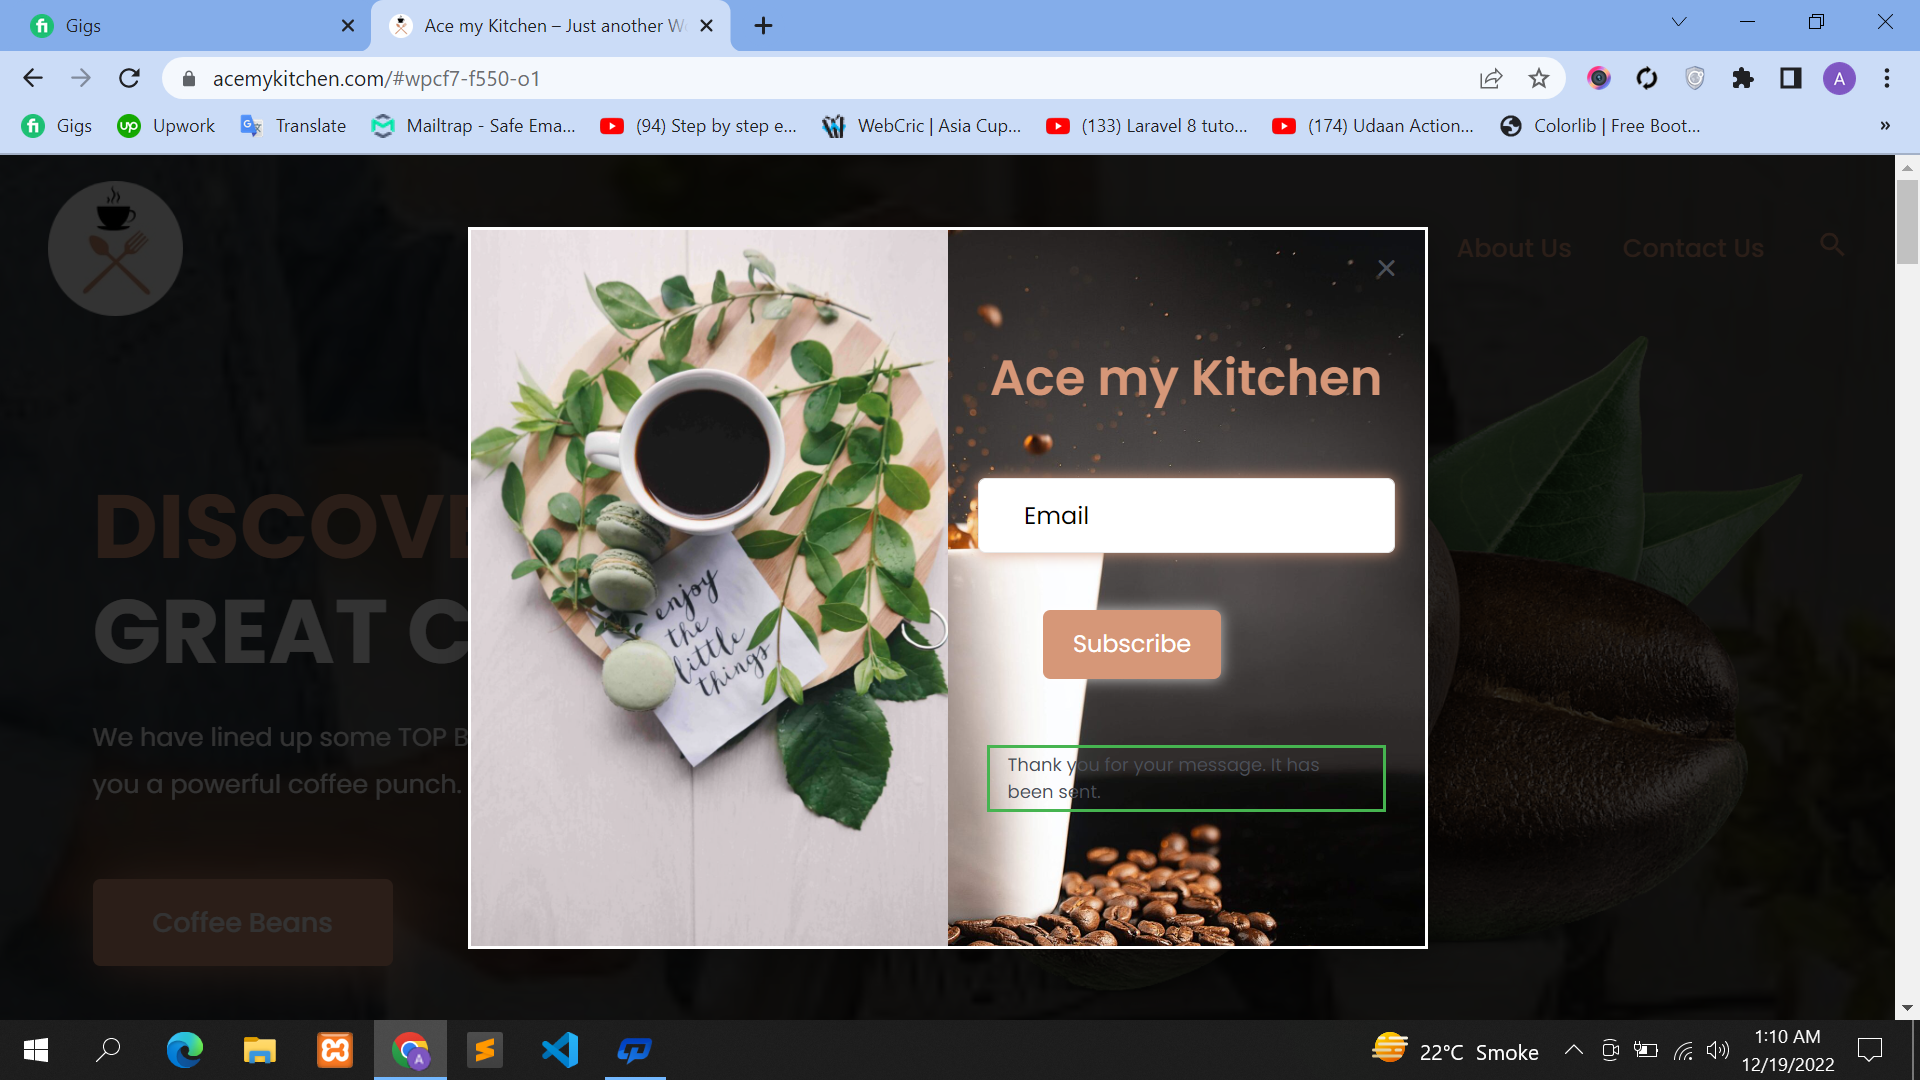 Gigs
Ace my Kitchen – Just another W
acemykitchen.com/#wpcf7-f550-o1
A
Gigs
Upwork
Translate
Mailtrap - Safe Ema...
(94) Step by step e...
WebCric | Asia Cup...
(133) Laravel 8 tuto...
(174) Udaan Action...
Colorlib | Free Boot...
»
About Us
Contact Us
Ace my Kitchen
DISCOVE
GREAT C
Email
enjoy
the
little
things
Subscribe
We have lined up some TOP B
you a powerful coffee punch.
Thank you for your message. It has
been sent.
Coffee Beans
22°C Smoke
1:10 AM
12/19/2022